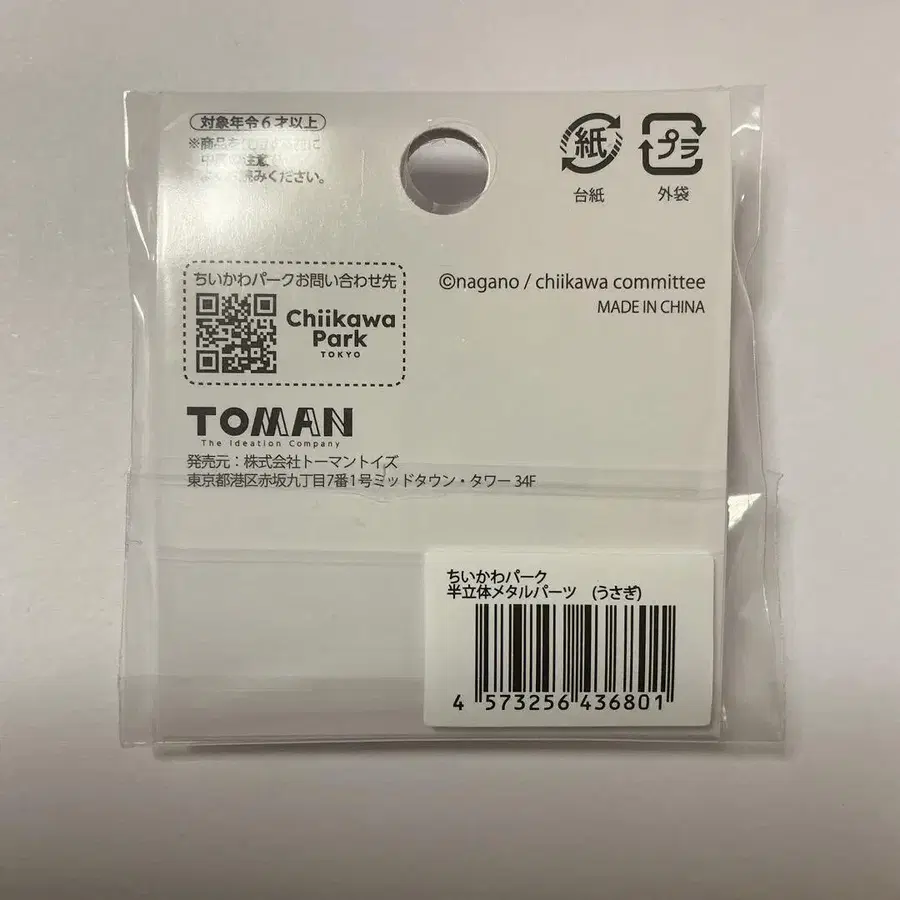 対象年令6才以上
※商品を
ください。
紙
台紙
プラ
外袋
ちいかわパークお問い合わせ先
Chiikawa
Park
TOKYO
©nagano / chiikawa committee
MADE IN CHINA
TOMAN
The Ideation Company
発売元：株式会社トーマントイズ
東京都港区赤坂九丁目7番1号ミッドタウン・タワー 34F
ちいかわパーク
半立体メタルパーツ (うさぎ)
4 573256 436801